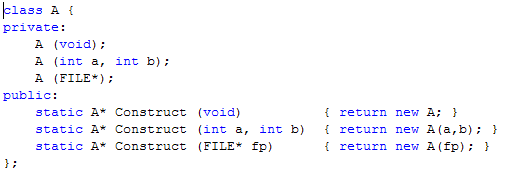 class A {
private:
    A (void);
    A (int a, int b);
    A (FILE*);
public:
    static A* Construct (void)          { return new A; }
    static A* Construct (int a, int b)  { return new A(a,b); }
    static A* Construct (FILE* fp)      { return new A(fp); }
};